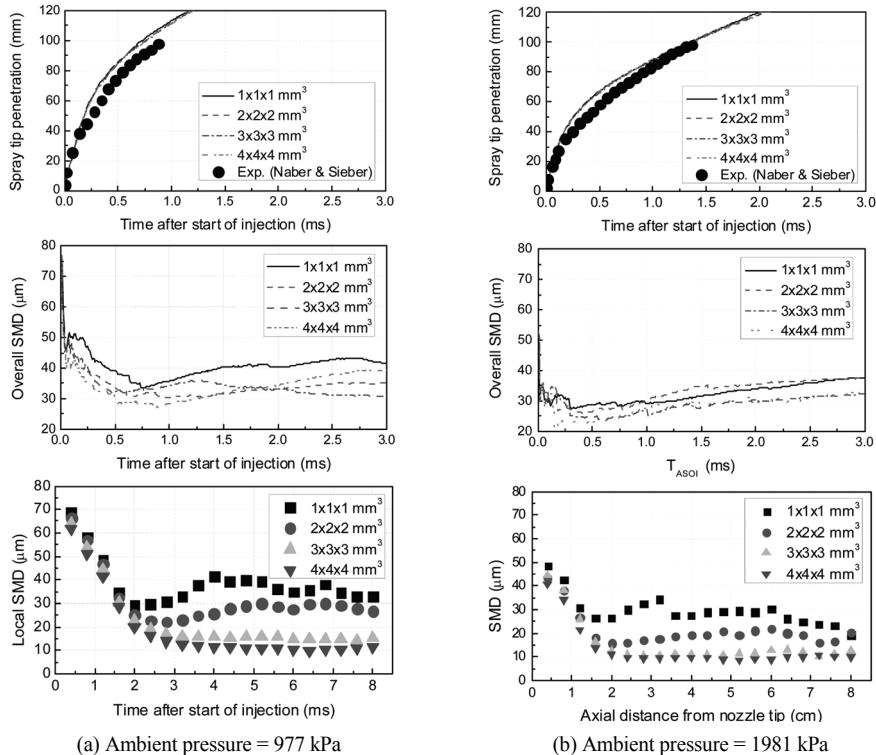 120
100
80
60
40
20
0
Spray tip penetration (mm)
1x1x1 mm³
2x2x2 mm³
3x3x3 mm³
4x4x4 mm³
Exp. (Naber & Sieber)
0.0 0.5 1.0 1.5 2.0 2.5 3.0
Time after start of injection (ms)
120
100
80
60
40
20
0
Spray tip penetration (mm)
1x1x1 mm³
2x2x2 mm³
3x3x3 mm³
4x4x4 mm³
Exp. (Naber & Sieber)
0.0 0.5 1.0 1.5 2.0 2.5 3.0
Time after start of injection (ms)
80
70
60
50
40
30
20
Overall SMD (μm)
1x1x1 mm³
2x2x2 mm³
3x3x3 mm³
4x4x4 mm³
0.0 0.5 1.0 1.5 2.0 2.5 3.0
Time after start of injection (ms)
80
70
60
50
40
30
20
Overall SMD (μm)
1x1x1 mm³
2x2x2 mm³
3x3x3 mm³
4x4x4 mm³
0.0 0.5 1.0 1.5 2.0 2.5 3.0
T_ASOI (ms)
80
70
60
50
40
30
20
10
0
Local SMD (μm)
1x1x1 mm³
2x2x2 mm³
3x3x3 mm³
4x4x4 mm³
0 1 2 3 4 5 6 7 8
Time after start of injection (ms)
80
70
60
50
40
30
20
10
0
SMD (μm)
1x1x1 mm³
2x2x2 mm³
3x3x3 mm³
4x4x4 mm³
0 1 2 3 4 5 6 7 8
Axial distance from nozzle tip (cm)
(a) Ambient pressure = 977 kPa
(b) Ambient pressure = 1981 kPa